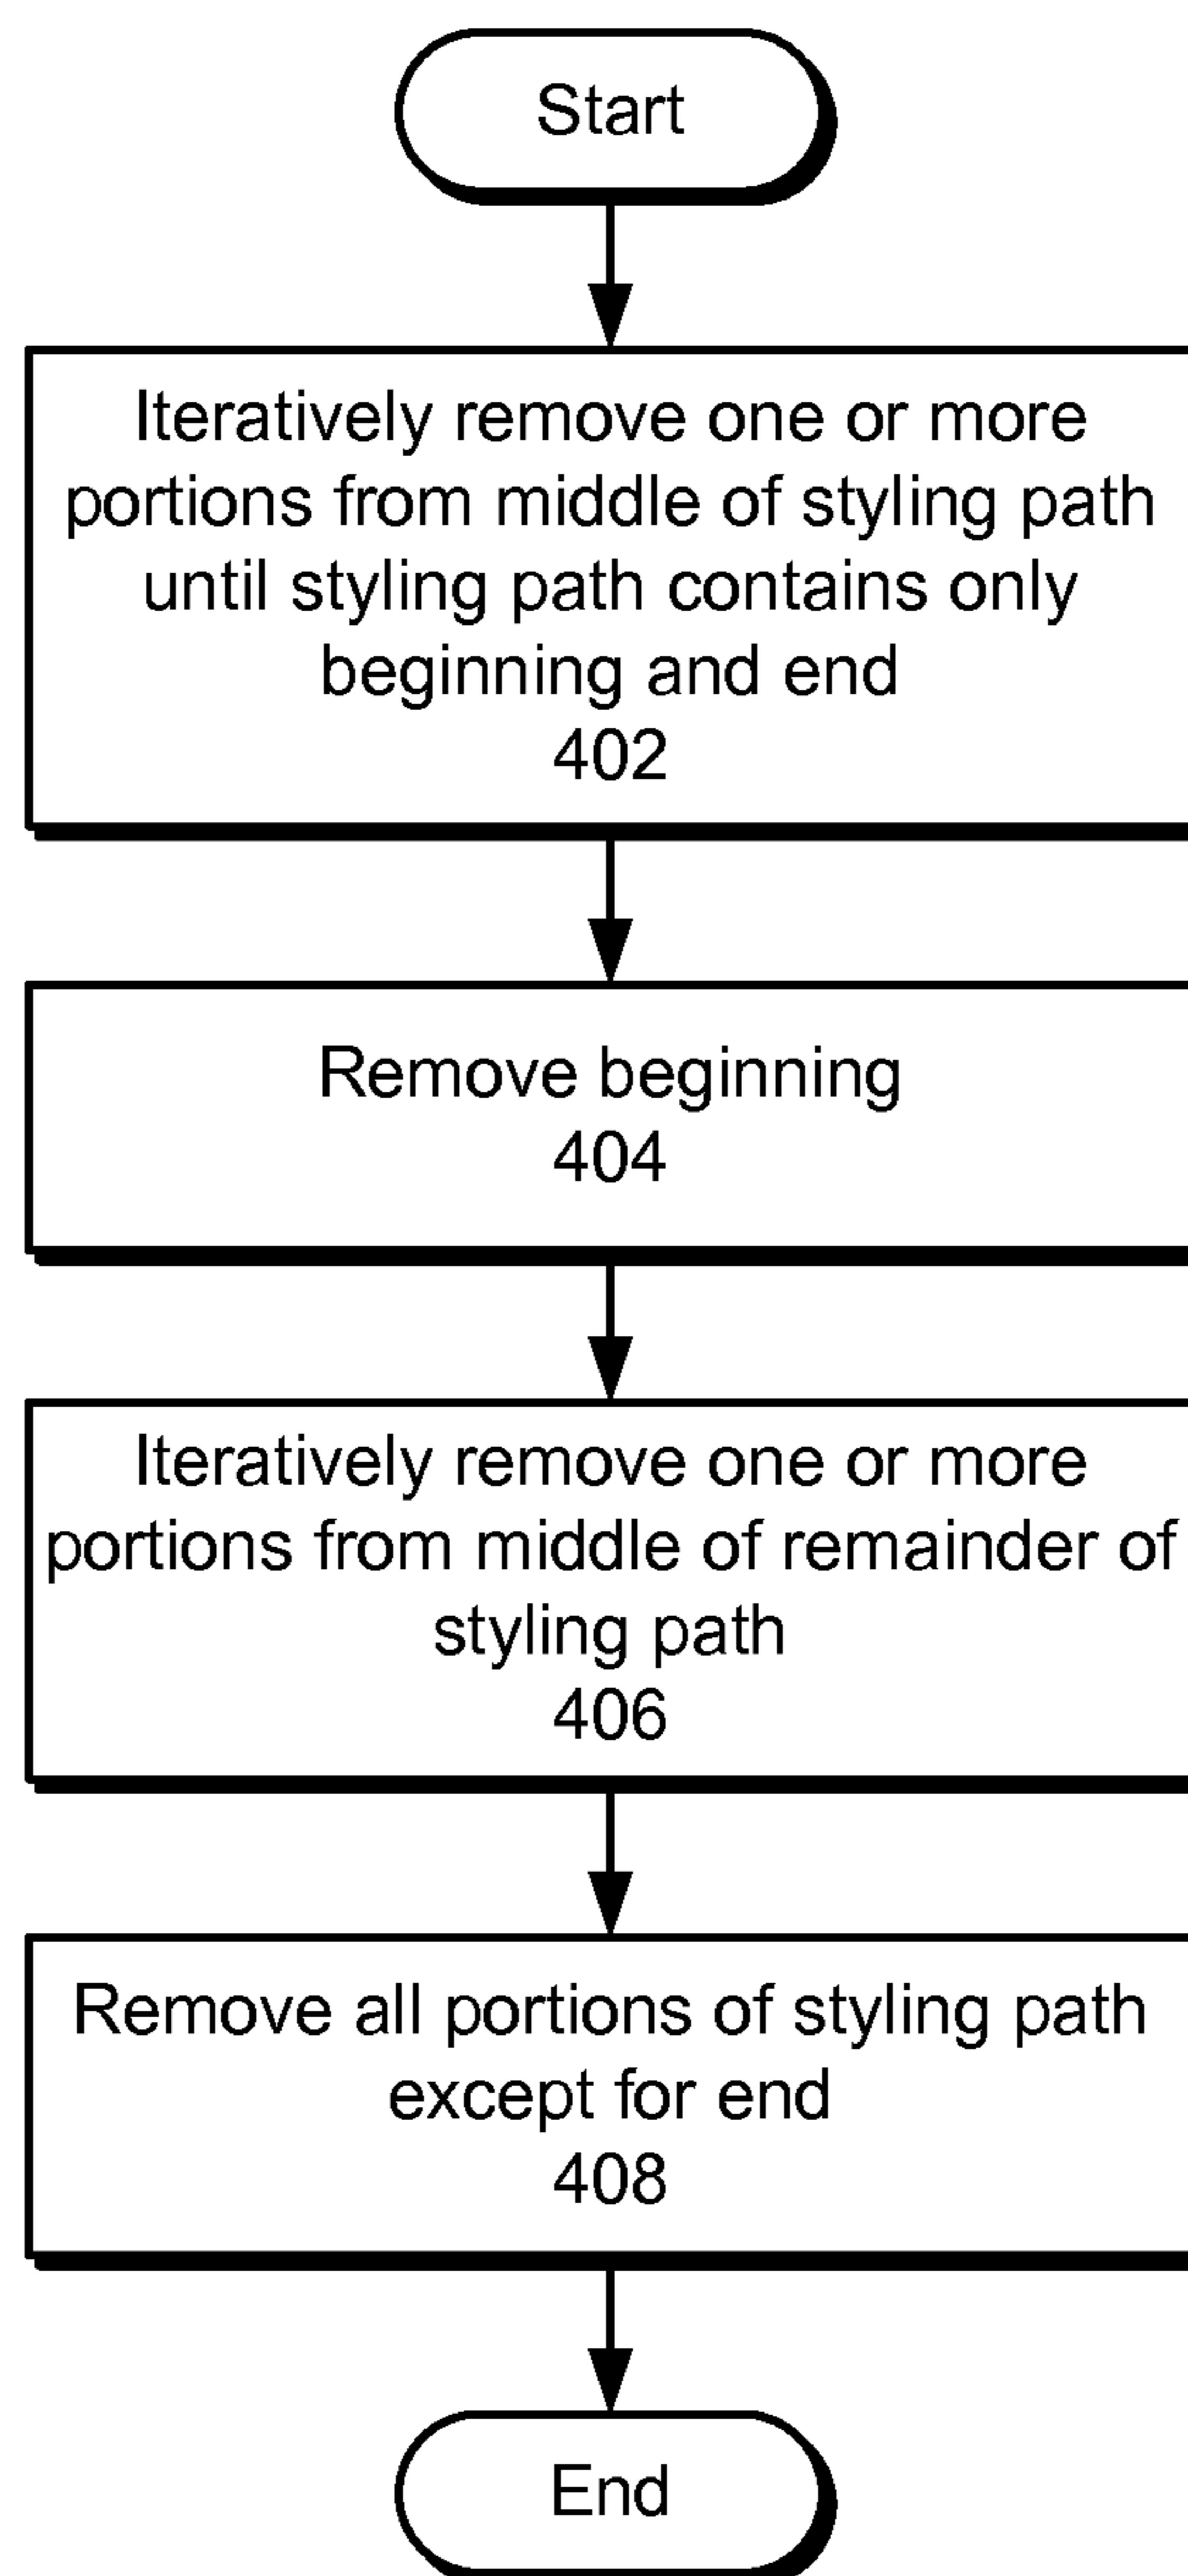 Start
Iteratively remove one or more
portions from middle of styling path
until styling path contains only
beginning and end
402
Remove beginning
404
Iteratively remove one or more
portions from middle of remainder of
styling path
406
Remove all portions of styling path
except for end
408
End